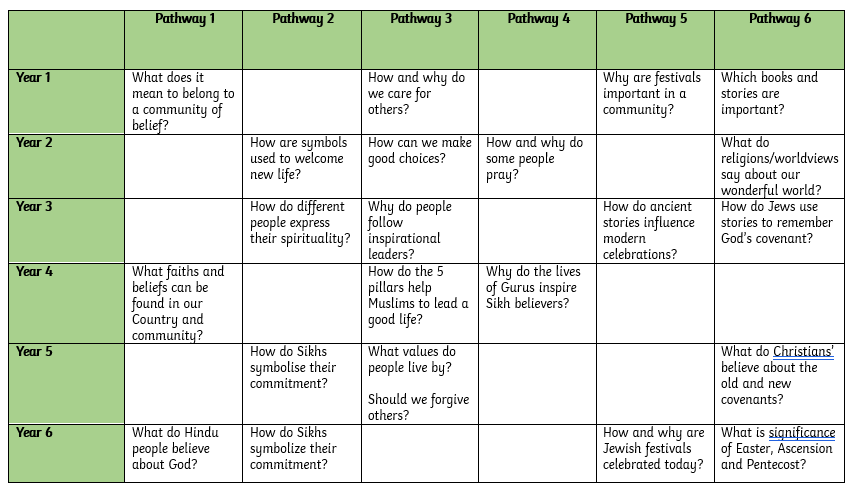 Pathway 1 Pathway 2 Pathway 3 Pathway 4 Pathway 5 Pathway 6
Year 1
What does it
mean to belong to
a community of
belief?
How and why do
we care for
others?
Why are festivals
important in a
community?
Which books and
stories are
important?
Year 2
How are symbols
used to welcome
new life?
How can we make
good choices?
How and why do
some people
pray?
What do
religions/worldviews
say about our
wonderful world?
Year 3
How do different
people express
their spirituality?
Why do people
follow
inspirational
leaders?
How do ancient
stories influence
modern
celebrations?
How do Jews use
stories to remember
God's covenant?
Year 4
What faiths and
beliefs can be
found in our
Country and
community?
How do the 5
pillars help
Muslims to lead a
good life?
Why do the lives
of Gurus inspire
Sikh believers?
Year 5
How do Sikhs
symbolise their
commitment?
What values do
people live by?
Should we forgive
others?
What do Christians'
believe about the
old and new
covenants?
Year 6
What do Hindu
people believe
about God?
How do Sikhs
symbolize their
commitment?
How and why are
Jewish festivals
celebrated today?
What is significance
of Easter, Ascension
and Pentecost?